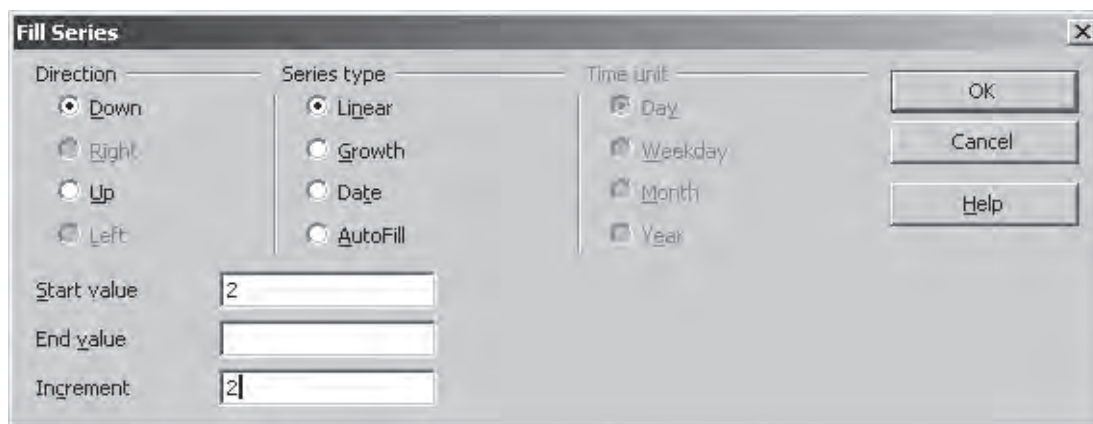 Fill Series
Direction
Down
Right
Up
Left
Series type
Linear
Growth
Date
AutoFill
Time unit
Day
Weekday
Month
Year
OK
Cancel
Help
Start value 2
End value
Increment 2